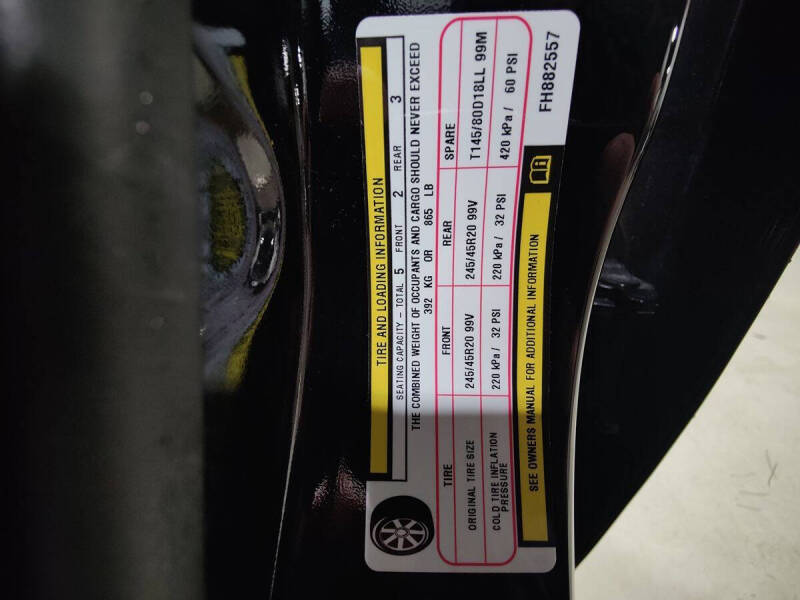 TIRE AND LOADING INFORMATION
SEATING CAPACITY - TOTAL 5 FRONT 2 REAR 3
THE COMBINED WEIGHT OF OCCUPANTS AND CARGO SHOULD NEVER EXCEED
392 KG OR 865 LB
TIRE FRONT REAR SPARE
ORIGINAL TIRE SIZE 245/45R20 99V 245/45R20 99V T145/80D18LL 99M
COLD TIRE INFLATION PRESSURE 220 kPa / 32 PSI 220 kPa / 32 PSI 420 kPa / 60 PSI
SEE OWNERS MANUAL FOR ADDITIONAL INFORMATION
FH882557